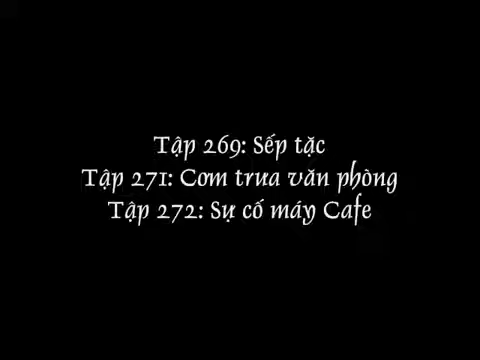 Tập 269: Sếp tặc
Tập 271: Cơm trưa văn phòng
Tập 272: Sự cố máy Cafe